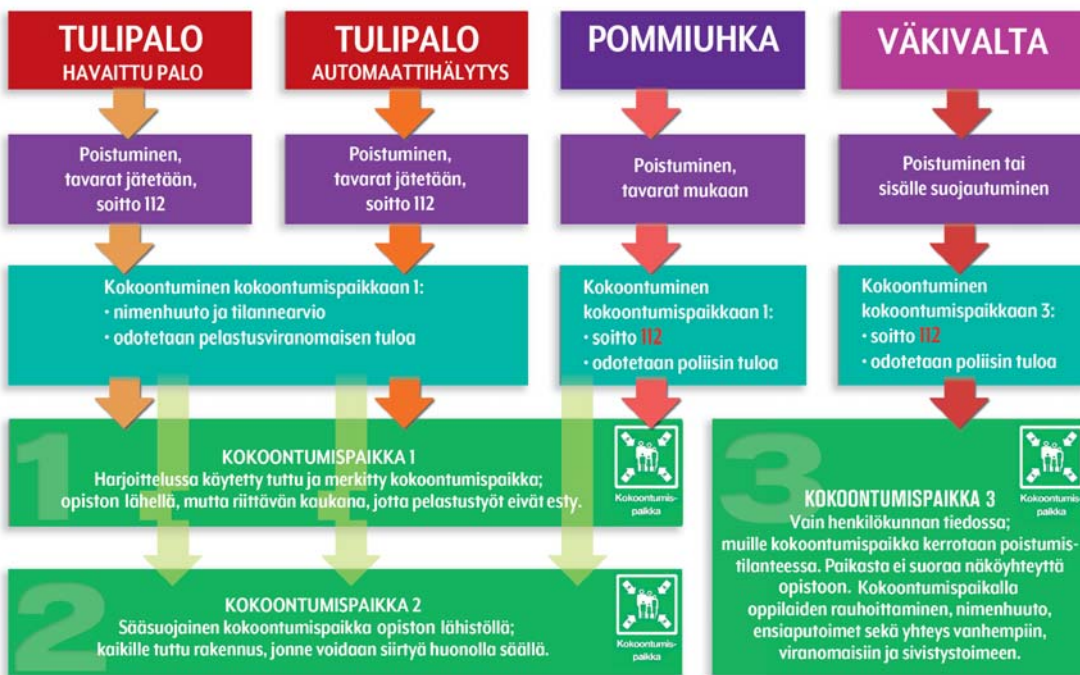 TULIPALO
HAVAITTU PALO
TULIPALO
AUTOMAATTIHÄLYTYS
POMMIUHKA
VÄKIVALTA
Poistuminen,
tavarat jätetään,
soitto 112
Poistuminen,
tavarat jätetään,
soitto 112
Poistuminen,
tavarat mukaan
Poistuminen tai
sisälle suojautuminen
Kokoontuminen kokoontumispaikkaan 1:
• nimenhuuto ja tilannearvio
• odotetaan pelastusviranomaisen tuloa
Kokoontuminen
kokoontumispaikkaan 1:
• soitto 112
• odotetaan poliisin tuloa
Kokoontuminen
kokoontumispaikkaan 3:
• soitto 112
• odotetaan poliisin tuloa
1
KOKOONTUMISPAIKKA 1
Harjoittelussa käytetty tuttu ja merkitty kokoontumispaikka;
opiston lähellä, mutta riittävän kaukana, jotta pelastustyöt eivät esty.
Kokoontumis-
paikka
2
KOKOONTUMISPAIKKA 2
Sääsuojainen kokoontumispaikka opiston lähistöllä;
kaikille tuttu rakennus, jonne voidaan siirtyä huonolla säällä.
Kokoontumis-
paikka
3
Kokoontumis-
paikka
KOKOONTUMISPAIKKA 3
Vain henkilökunnan tiedossa;
muille kokoontumispaikka kerrotaan poistumis-
tilanteessa. Paikasta ei suoraa näköyhteyttä
opistoon. Kokoontumispaikalla
oppilaiden rauhoittaminen, nimenhuuto,
ensiaputoimet sekä yhteys vanhempiin,
viranomaisiin ja sivistystoimeen.